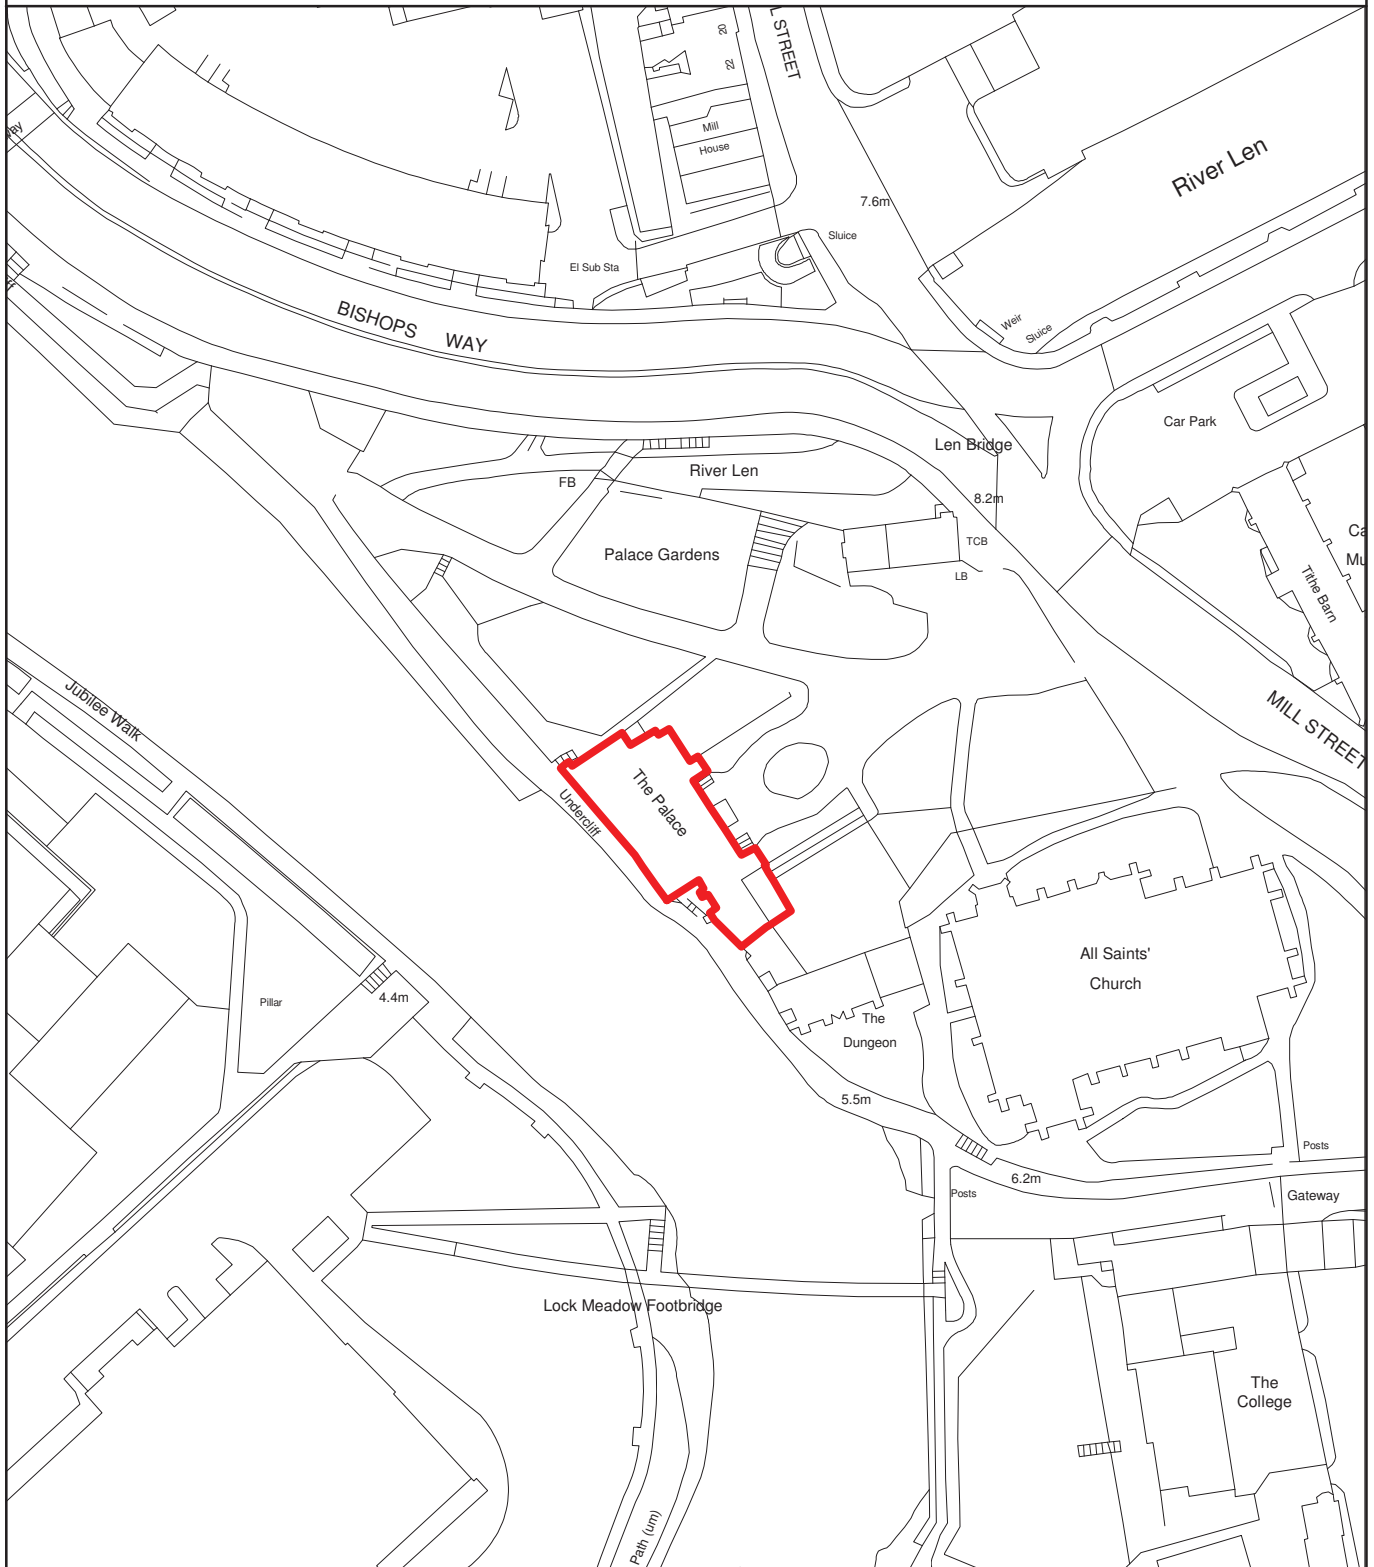 L STREET
20
22
Mill
House
River Len
7.6m
way
Sluice
El Sub Sta
BISHOPS WAY
Weir
Sluice
Car Park
Len Bridge
River Len
FB
8.2m
Palace Gardens
TCB
LB
Ca
Mu
Tithe Barn
Jubilee Walk
MILL STREET
The Palace
Undercliff
All Saints'
Church
Pillar
4.4m
The
Dungeon
5.5m
Posts
6.2m
Posts
Gateway
Lock Meadow Footbridge
The
College
Path (um)